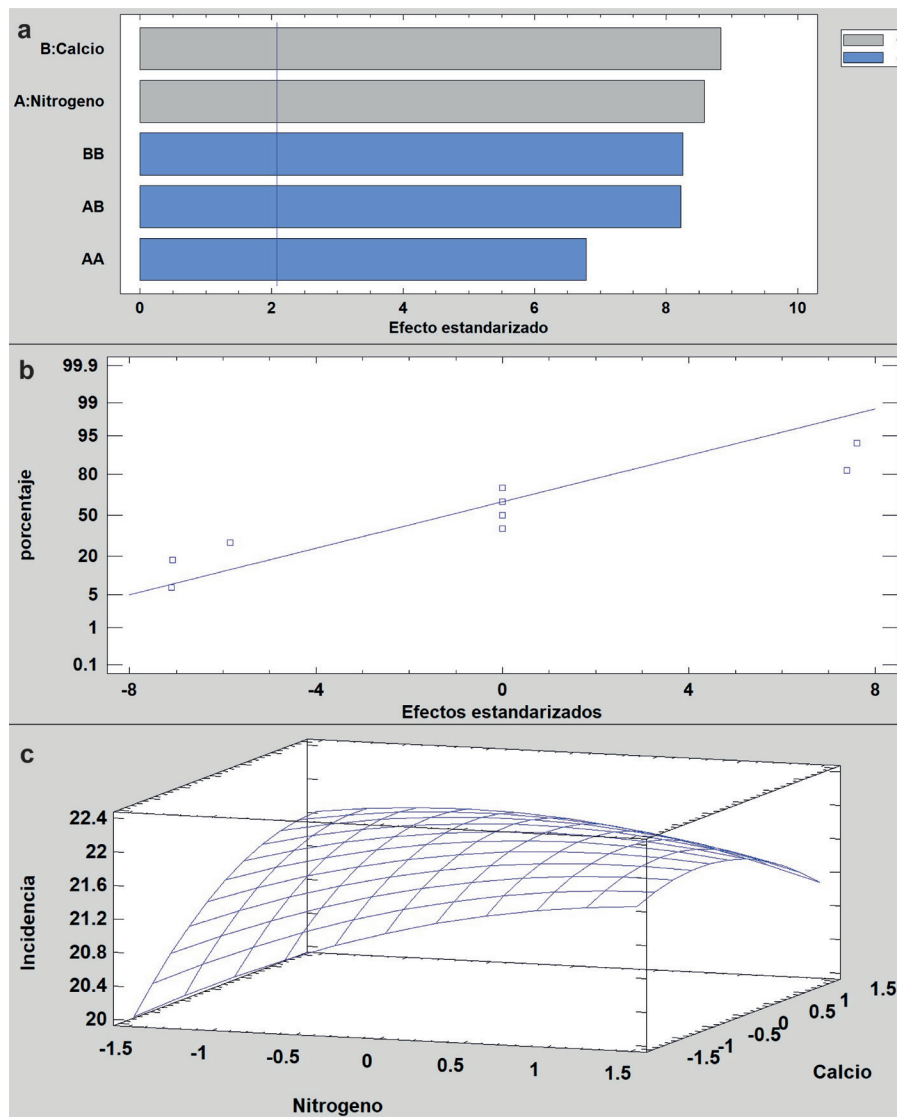 a
B:Calcio
A:Nitrogeno
BB
AB
AA
0 2 4 6 8 10
Efecto estandarizado
b
99.9
99
95
80
50
20
5
1
0.1
porcentaje
-8 -4 0 4 8
Efectos estandarizados
c
22.4
22
21.6
21.2
20.8
20.4
20
Incidencia
-1.5 -1 -0.5 0 0.5 1 1.5
Nitrogeno
-1.5 -1 -0.5 0 0.5 1 1.5
Calcio